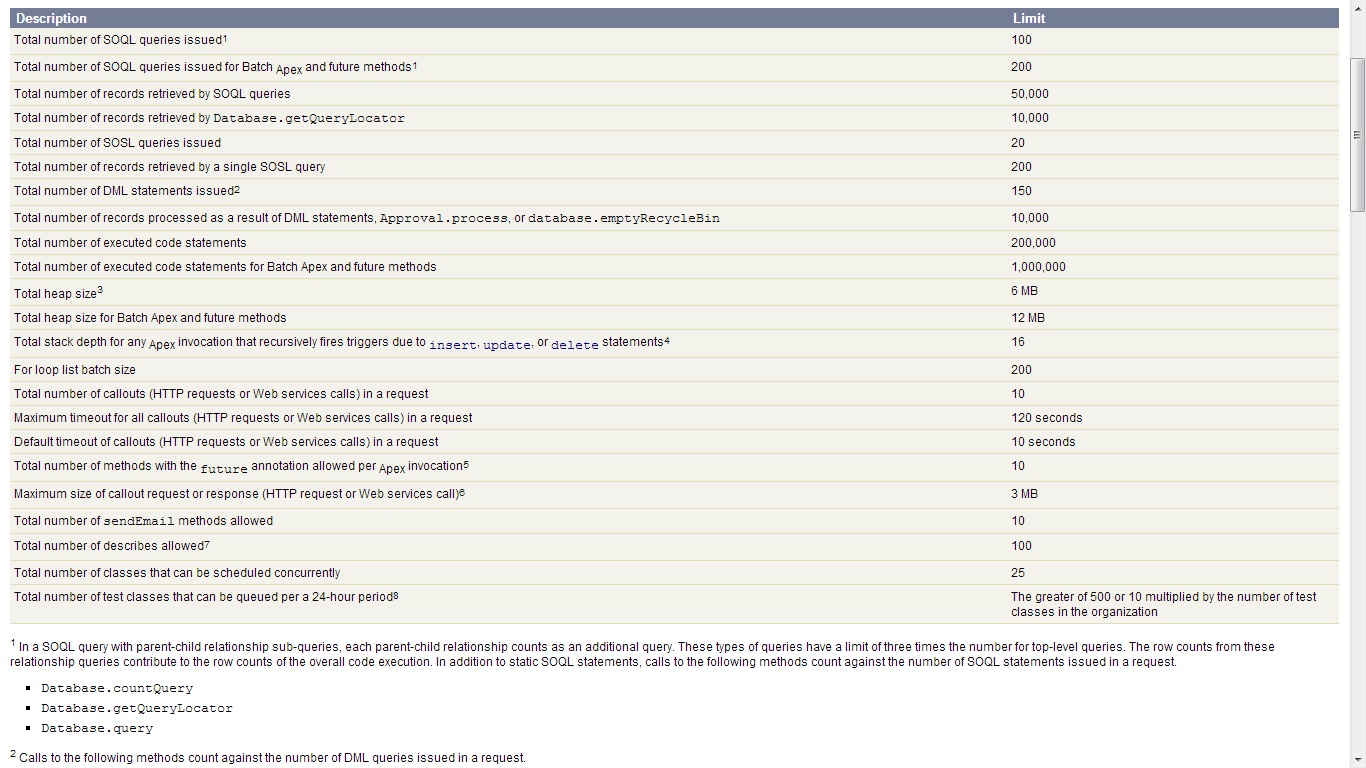 Description Limit
Total number of SOQL queries issued1 100
Total number of SOQL queries issued for Batch Apex and future methods1 200
Total number of records retrieved by SOQL queries 50,000
Total number of records retrieved by Database.getQueryLocator 10,000
Total number of SOSL queries issued 20
Total number of records retrieved by a single SOSL query 200
Total number of DML statements issued2 150
Total number of records processed as a result of DML statements, Approval.process, or database.emptyRecycleBin 10,000
Total number of executed code statements 200,000
Total number of executed code statements for Batch Apex and future methods 1,000,000
Total heap size3 6 MB
Total heap size for Batch Apex and future methods 12 MB
Total stack depth for any Apex invocation that recursively fires triggers due to insert, update, or delete statements4 16
For loop list batch size 200
Total number of callouts (HTTP requests or Web services calls) in a request 10
Maximum timeout for all callouts (HTTP requests or Web services calls) in a request 120 seconds
Default timeout of callouts (HTTP requests or Web services calls) in a request 10 seconds
Total number of methods with the future annotation allowed per Apex invocation5 10
Maximum size of callout request or response (HTTP request or Web services call)6 3 MB
Total number of sendEmail methods allowed 10
Total number of describes allowed7 100
Total number of classes that can be scheduled concurrently 25
Total number of test classes that can be queued per a 24-hour period8 The greater of 500 or 10 multiplied by the number of test
classes in the organization
1 In a SOQL query with parent-child relationship sub-queries, each parent-child relationship counts as an additional query. These types of queries have a limit of three times the number for top-level queries. The row counts from these
relationship queries contribute to the row counts of the overall code execution. In addition to static SOQL statements, calls to the following methods count against the number of SOQL statements issued in a request.
▪ Database.countQuery
▪ Database.getQueryLocator
▪ Database.query
2 Calls to the following methods count against the number of DML queries issued in a request.